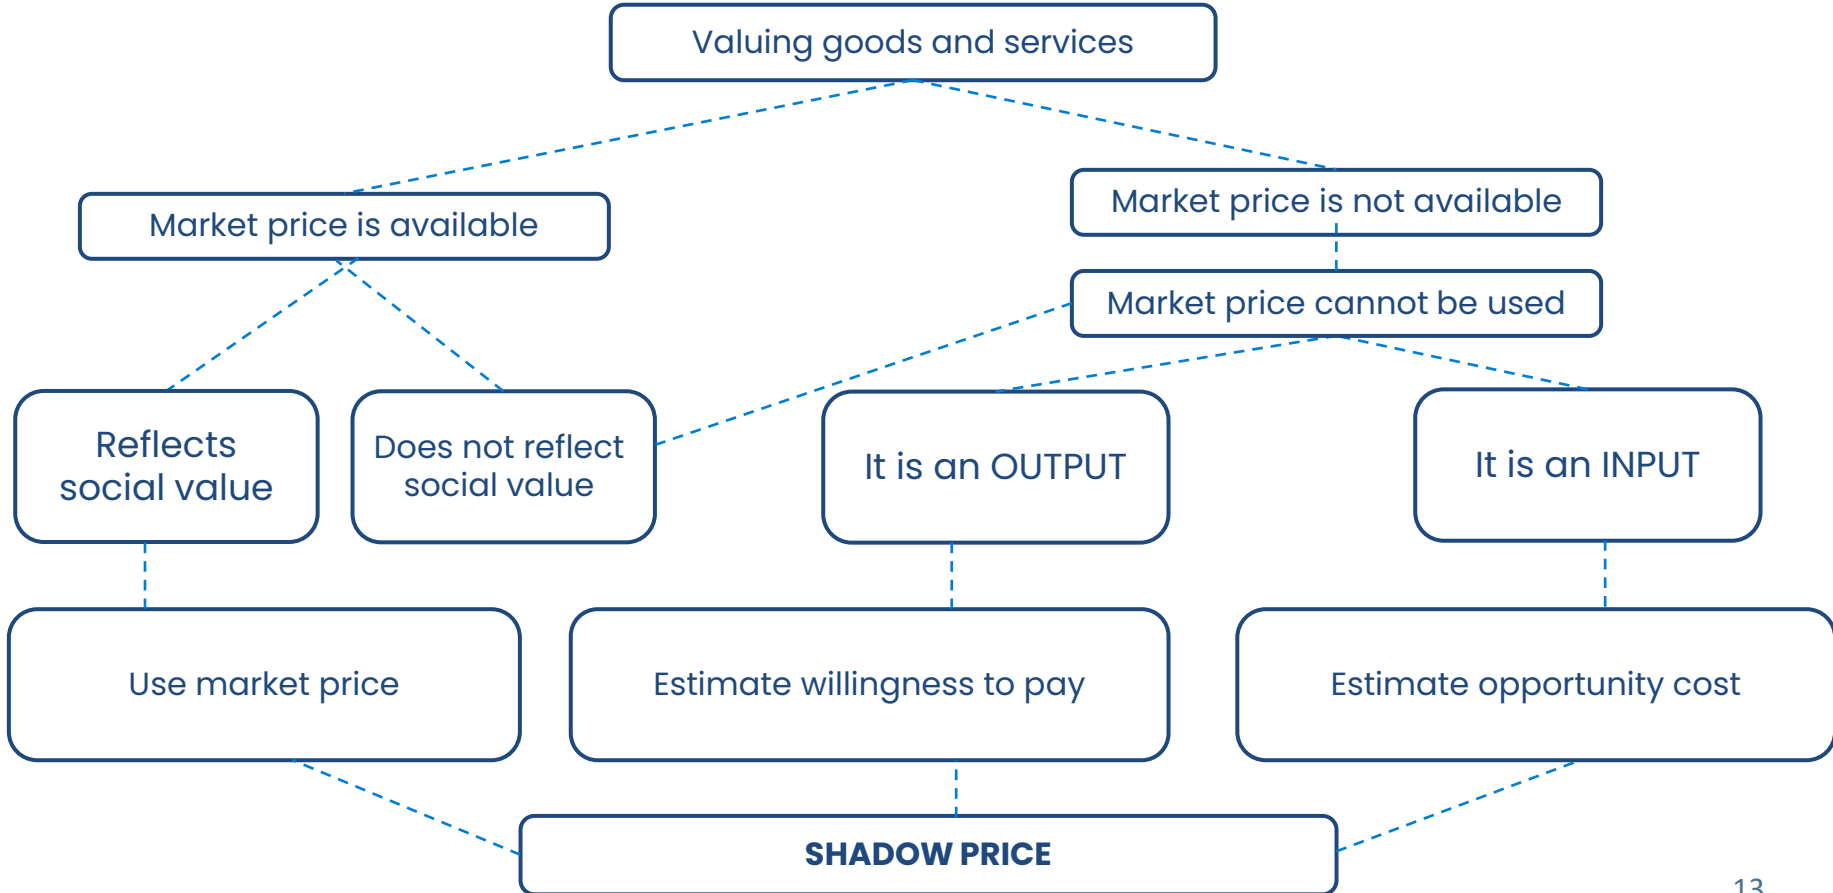 Valuing goods and services
Market price is available
Market price is not available
Market price cannot be used
Reflects
social value
Does not reflect
social value
It is an OUTPUT
It is an INPUT
Use market price
Estimate willingness to pay
Estimate opportunity cost
SHADOW PRICE
13